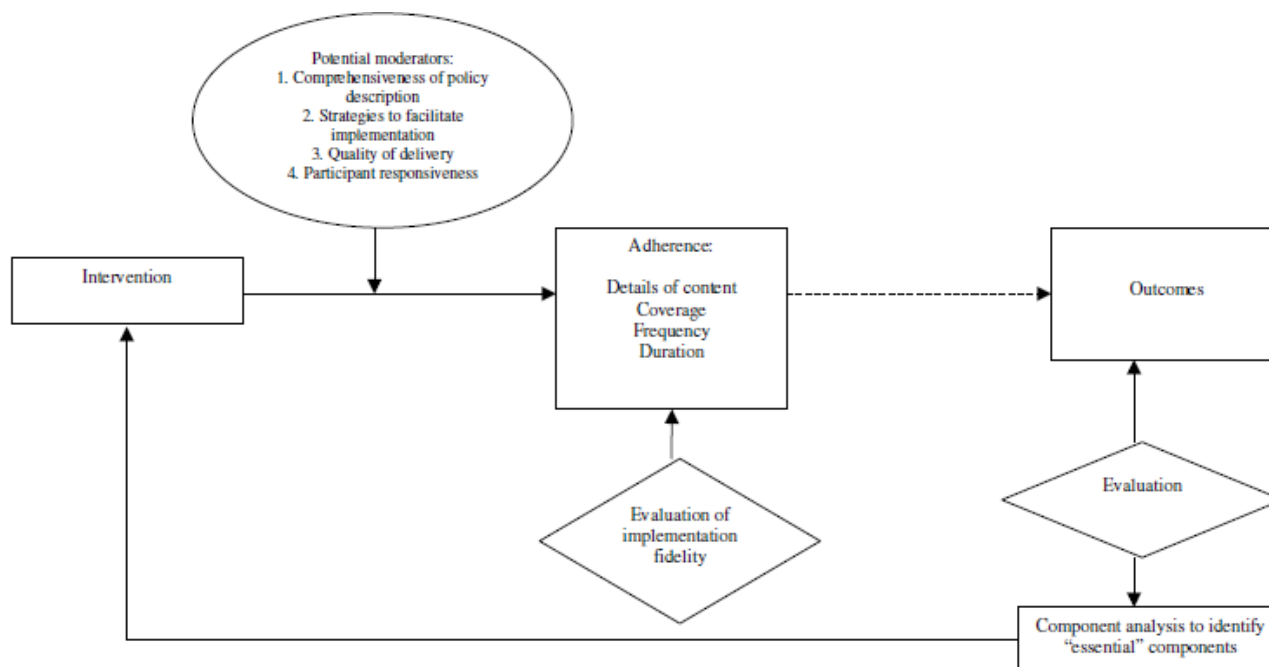 Potential moderators:
1. Comprehensiveness of policy
description
2. Strategies to facilitate
implementation
3. Quality of delivery
4. Participant responsiveness
Intervention
Adherence:
Details of content
Coverage
Frequency
Duration
Outcomes
Evaluation of
implementation
fidelity
Evaluation
Component analysis to identify
“essential” components